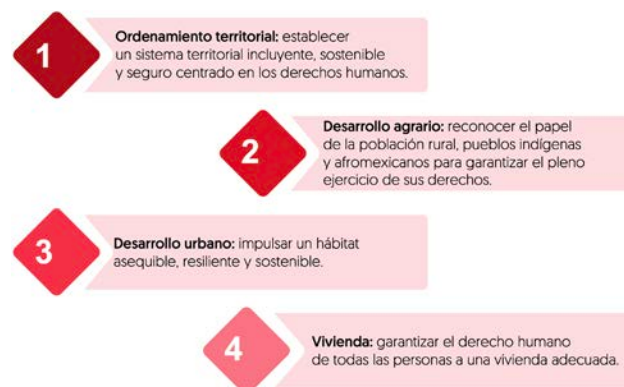 1
Ordenamiento territorial: establecer
un sistema territorial incluyente, sostenible
y seguro centrado en los derechos humanos.
2
Desarrollo agrario: reconocer el papel
de la población rural, pueblos indígenas
y afromexicanos para garantizar el pleno
ejercicio de sus derechos.
3
Desarrollo urbano: impulsar un hábitat
asequible, resiliente y sostenible.
4
Vivienda: garantizar el derecho humano
de todas las personas a una vivienda adecuada.